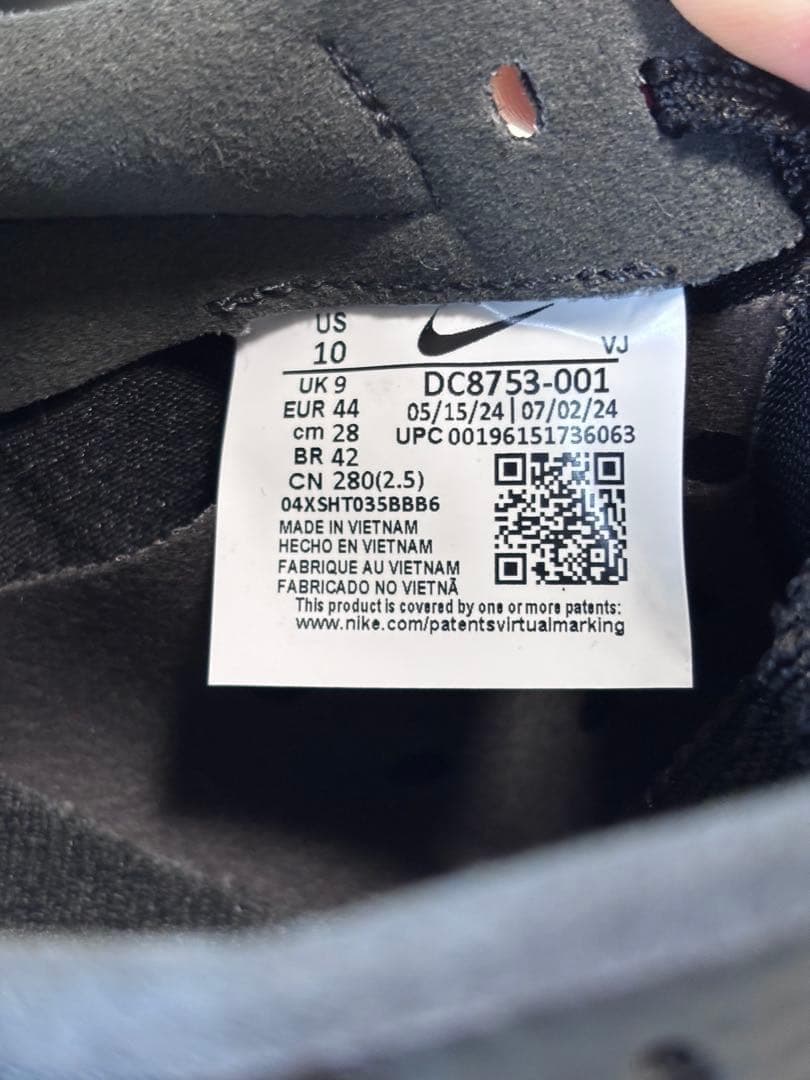 US
10
VJ
UK 9
DC8753-001
EUR 44
05/15/24|07/02/24
cm 28
UPC 00196151736063
BR 42
CN 280(2.5)
04XSHT035BBB6
MADE IN VIETNAM
HECHO EN VIETNAM
FABRIQUE AU VIETNAM
FABRICADO NO VIETNÃ
This product is covered by one or more patents:
www.nike.com/patentsvirtualmarking